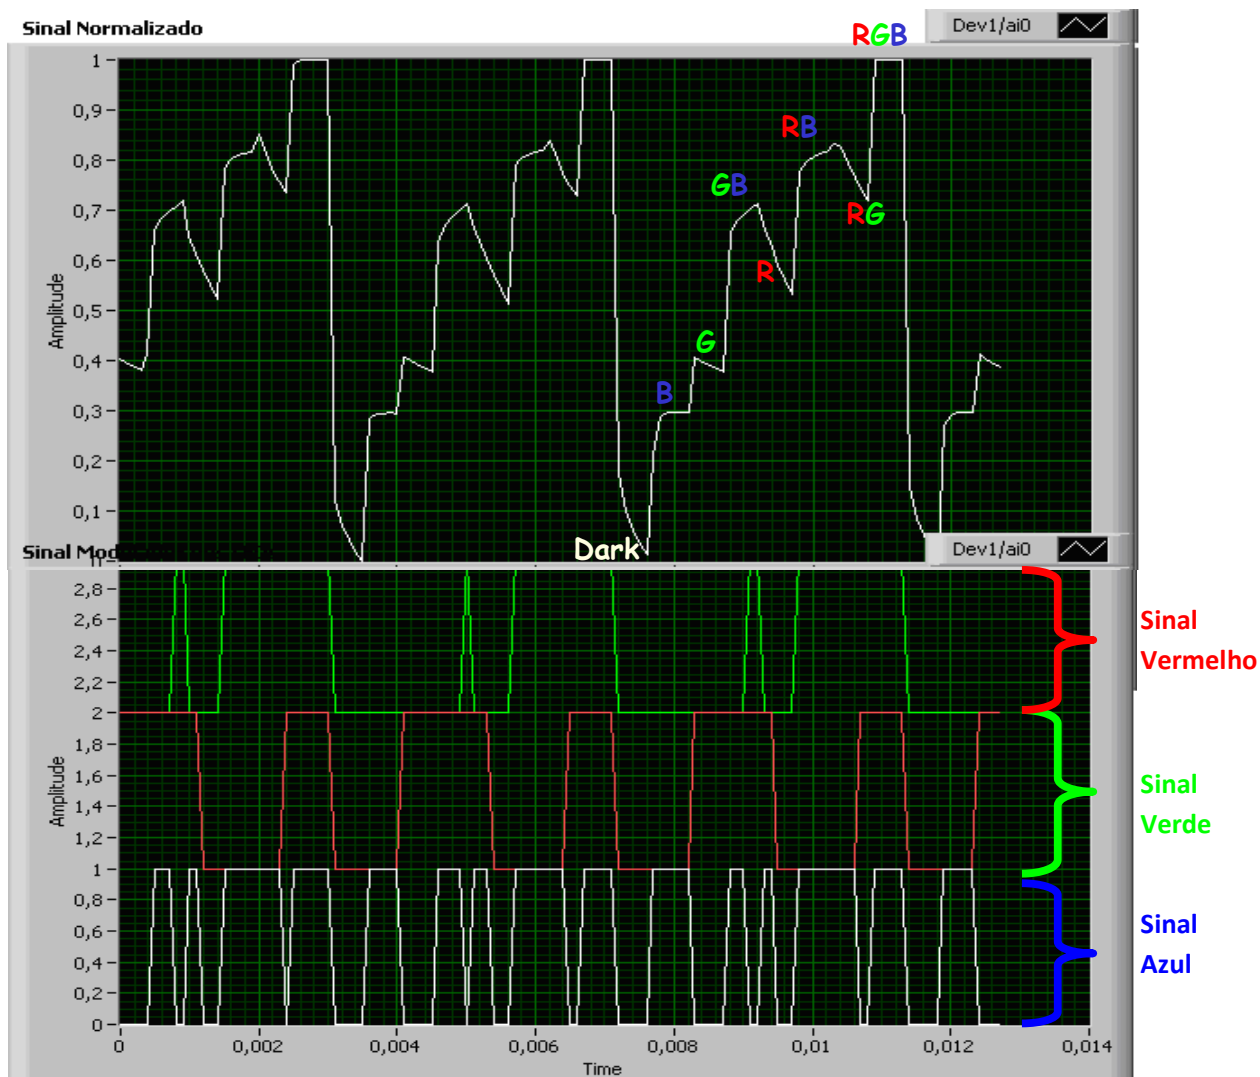 Sinal Normalizado
Dev1/ai0
RGB
1
0,9
0,8
0,7
0,6
0,5
0,4
0,3
0,2
0,1
Amplitude
RB
GB
RG
R
G
B
Dark
Sinal
Dev1/ai0
2,8
2,6
2,4
2,2
2
1,8
1,6
1,4
1,2
1
0,8
0,6
0,4
0,2
0
Amplitude
Sinal
Vermelho
Sinal
Verde
Sinal
Azul
0
0,002
0,004
0,006
0,008
0,01
0,012
0,014
Time